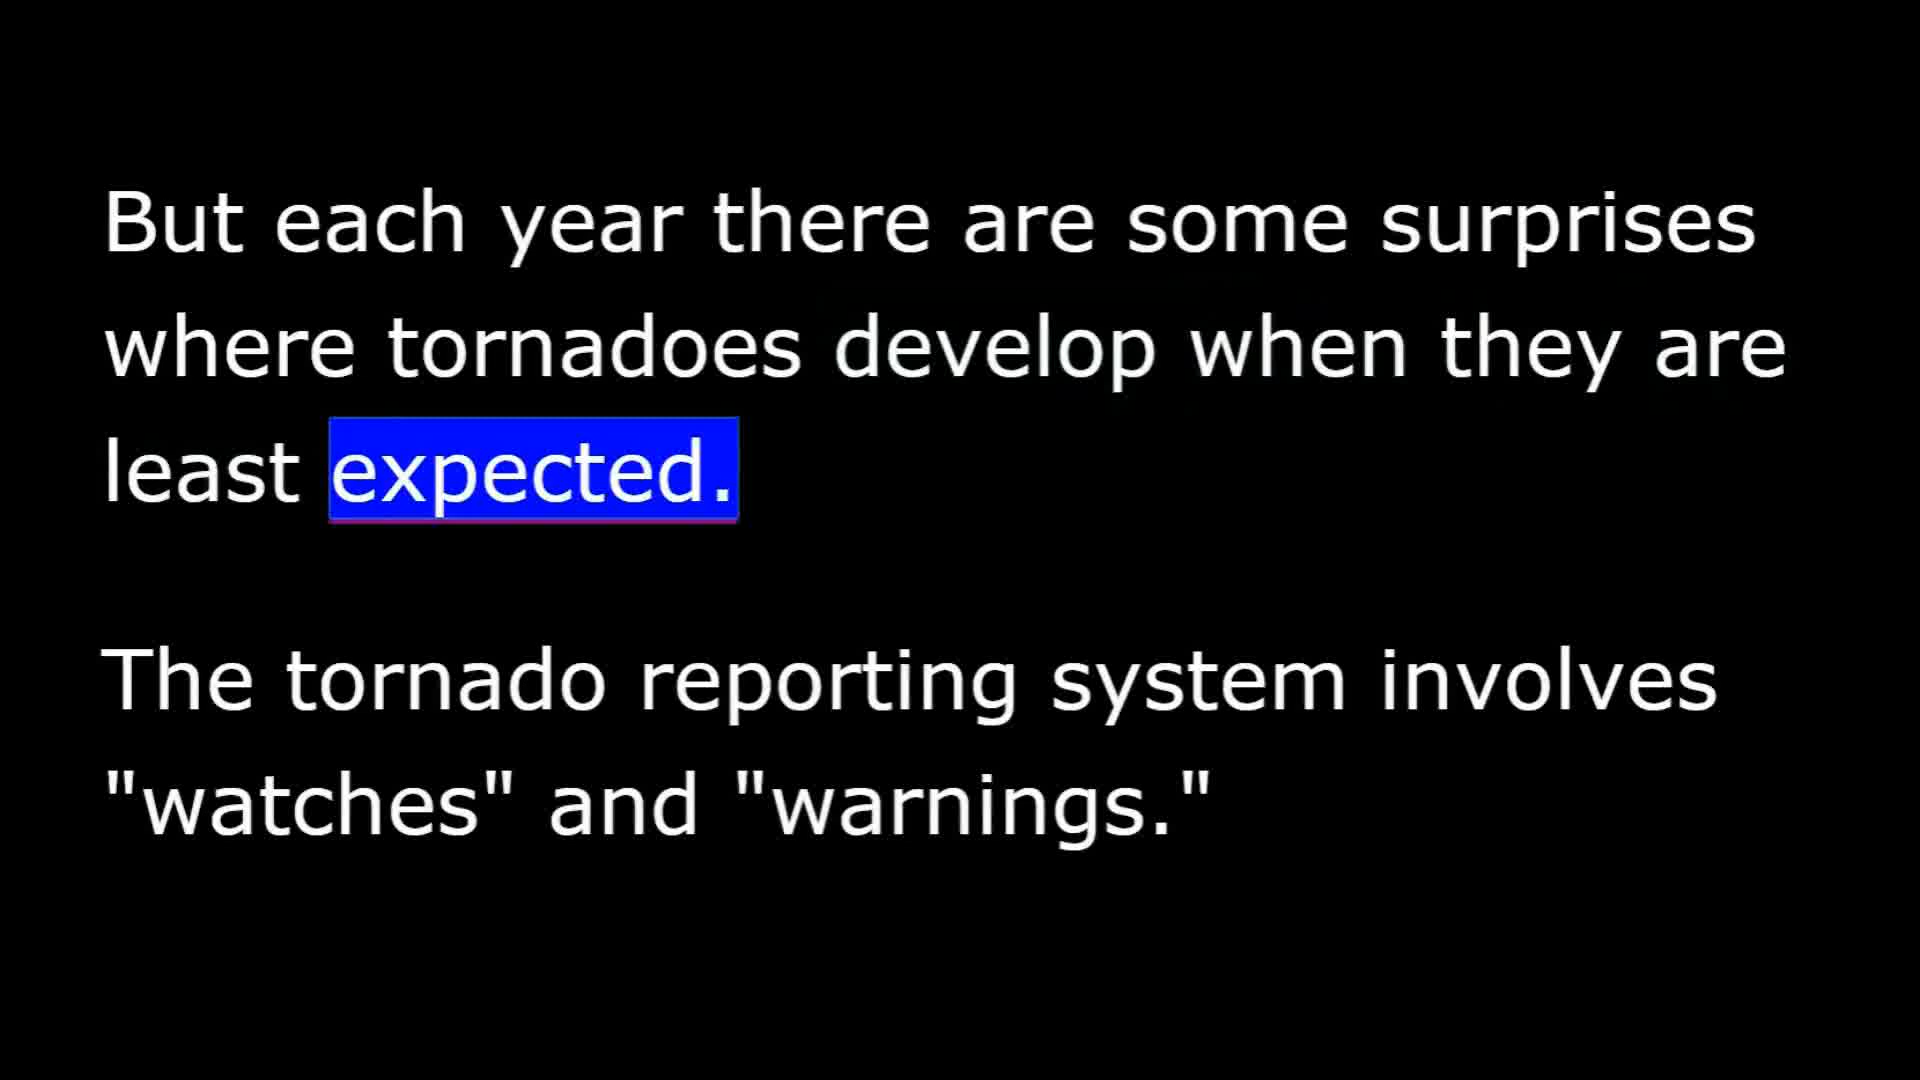 But each year there are some surprises
where tornadoes develop when they are
least expected.
The tornado reporting system involves
"watches" and "warnings."